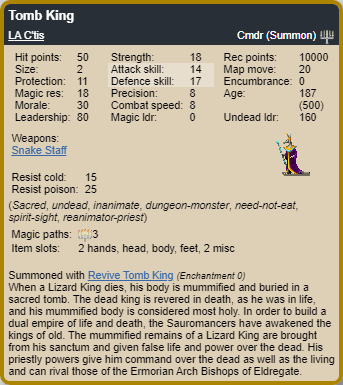 Tomb King
LA C'tis Cmdr (Summon)
Hit points: 50 Strength: 18 Rec points: 10000
Size: 2 Attack skill: 14 Map move: 20
Protection: 11 Defence skill: 17 Encumbrance: 0
Magic res: 18 Precision: 8 Age: 187
Morale: 30 Combat speed: 8 (500)
Leadership: 80 Magic ldr: 0 Undead ldr: 160
Weapons:
Snake Staff
Resist cold: 15
Resist poison: 25
(Sacred, undead, inanimate, dungeon-monster, need-not-eat,
spirit-sight, reanimator-priest)
Magic paths: 3
Item slots: 2 hands, head, body, feet, 2 misc
Summoned with Revive Tomb King (Enchantment 0)
When a Lizard King dies, his body is mummified and buried in a
sacred tomb. The dead king is revered in death, as he was in life,
and his mummified body is considered most holy. In order to build a
dual empire of life and death, the Sauromancers have awakened the
kings of old. The mummified remains of a Lizard King are brought
from his sanctum and given false life and power over the dead. His
priestly powers give him command over the dead as well as the living
and can rival those of the Ermorian Arch Bishops of Eldregate.